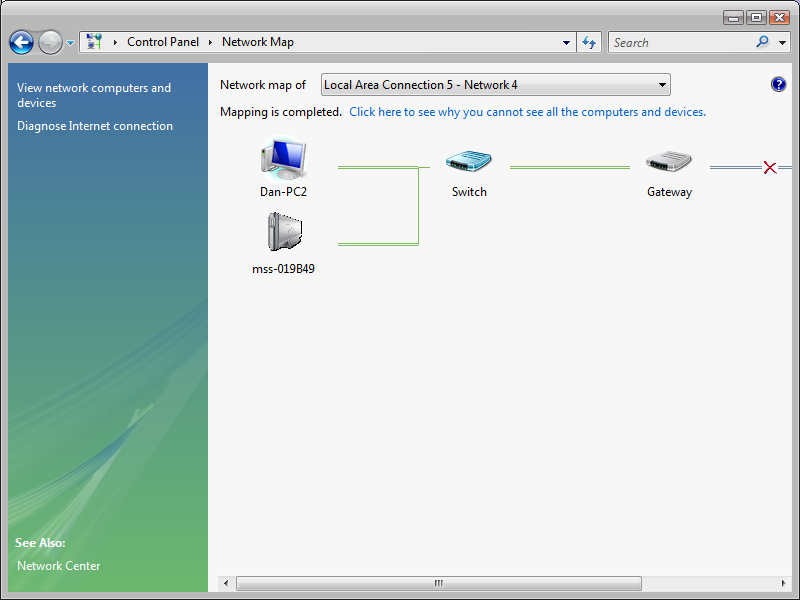 Control Panel
Network Map
Search
View network computers and
devices
Diagnose Internet connection
Network map of
Local Area Connection 5 - Network 4
Mapping is completed. Click here to see why you cannot see all the computers and devices.
Dan-PC2
Switch
Gateway
mss-019B49
See Also:
Network Center